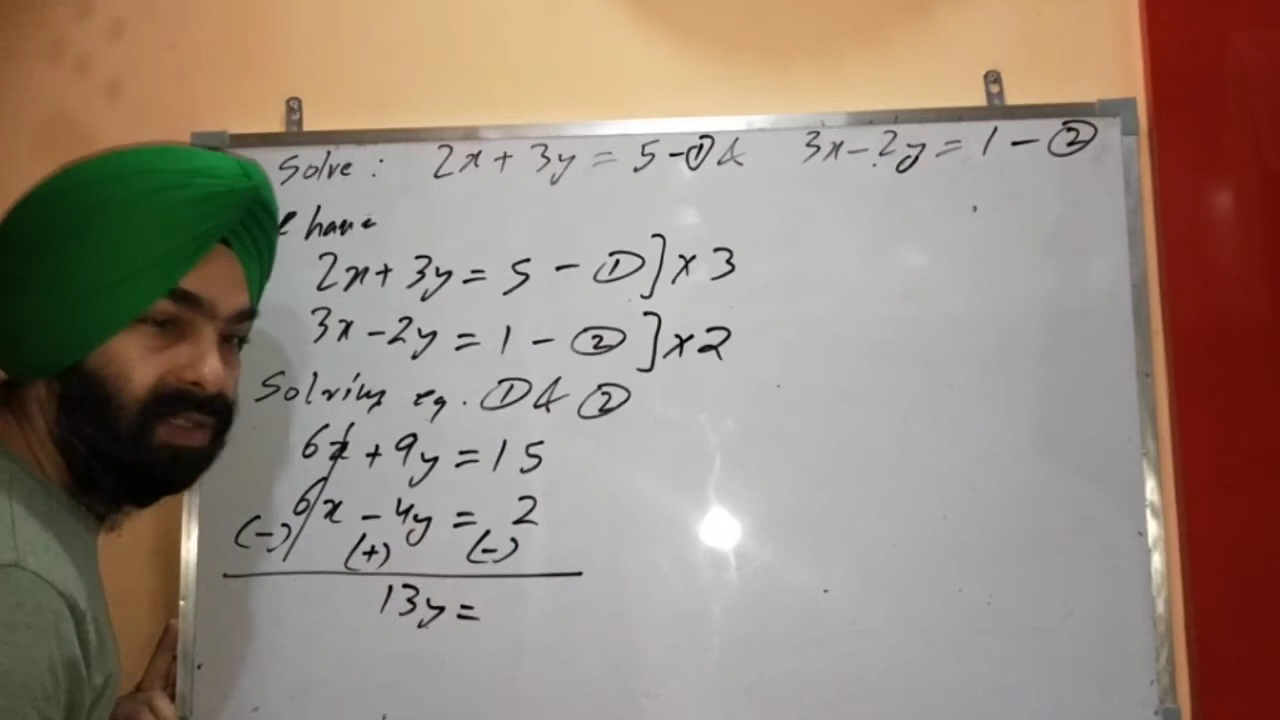 Solve: 2x + 3y = 5 - ① & 3x - 2y = 1 - ②
have
2x + 3y = 5 - ① ] × 3
3x - 2y = 1 - ② ] × 2
Solving eq. ① & ②
6x + 9y = 15
6x - 4y = 2
(-) (+) (-)
13y =